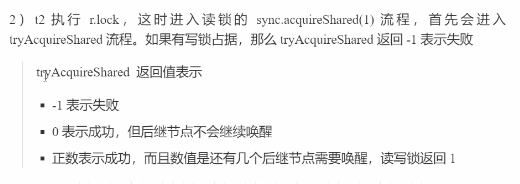 2）t2 执行 r.lock，这时进入读锁的 sync.acquireShared(1) 流程，首先会进入
tryAcquireShared 流程。如果有写锁占据，那么 tryAcquireShared 返回 -1 表示失败
tryAcquireShared 返回值表示
▪ -1 表示失败
▪ 0 表示成功，但后继节点不会继续唤醒
▪ 正数表示成功，而且数值是还有几个后继节点需要唤醒，读写锁返回 1